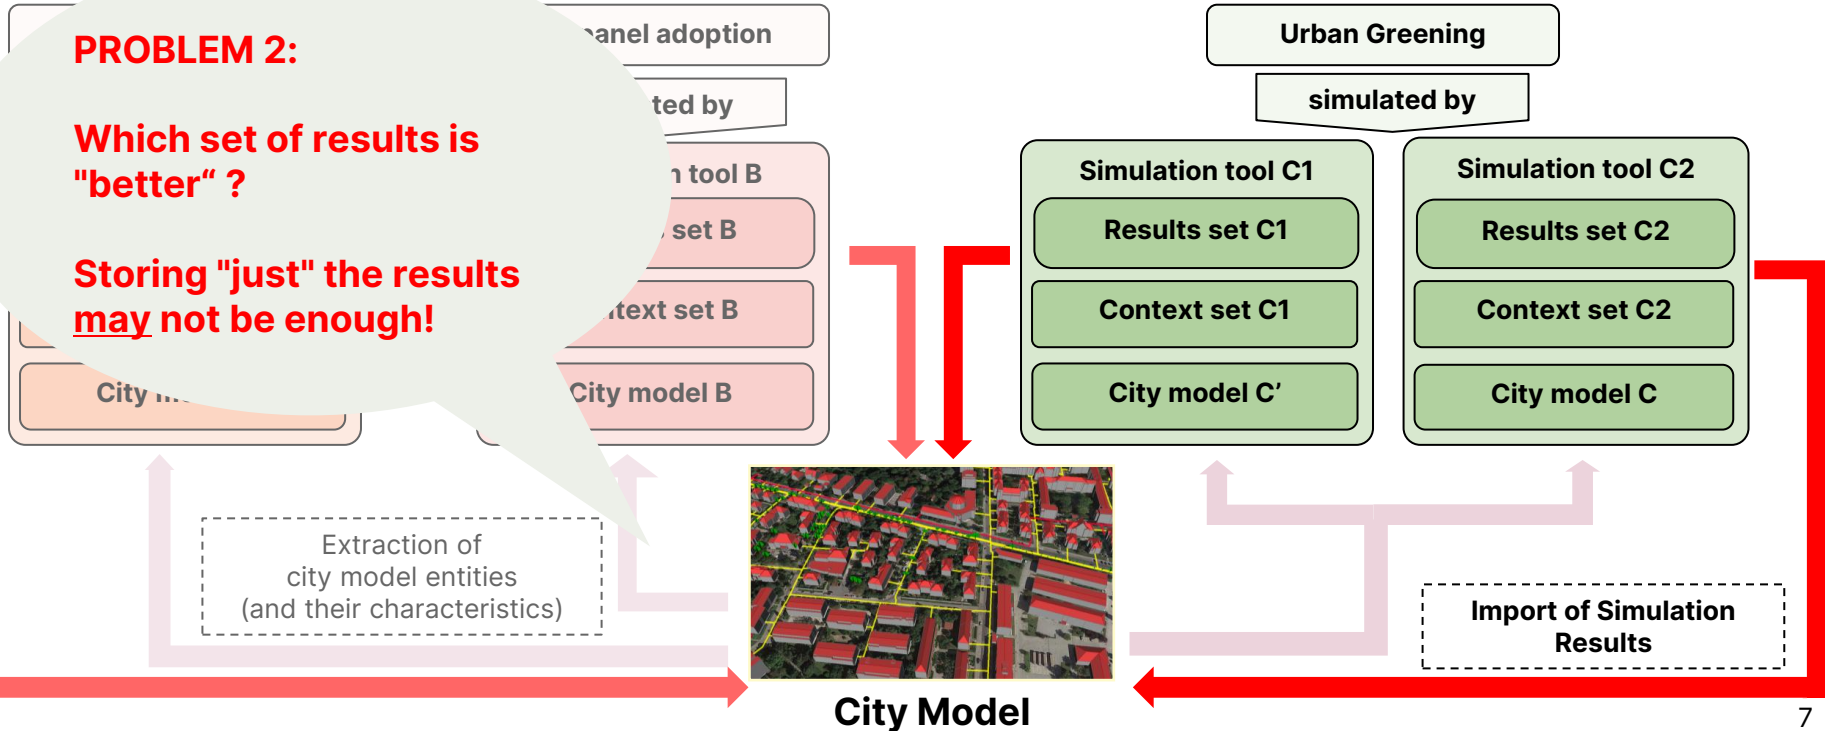 PROBLEM 2:
Which set of results is
"better“ ?
Storing "just" the results
may not be enough!
panel adoption
ted by
tool B
set B
set B
City model B
City
Urban Greening
simulated by
Simulation tool C1
Results set C1
Context set C1
City model C’
Simulation tool C2
Results set C2
Context set C2
City model C
Extraction of
city model entities
(and their characteristics)
Import of Simulation
Results
City Model
7